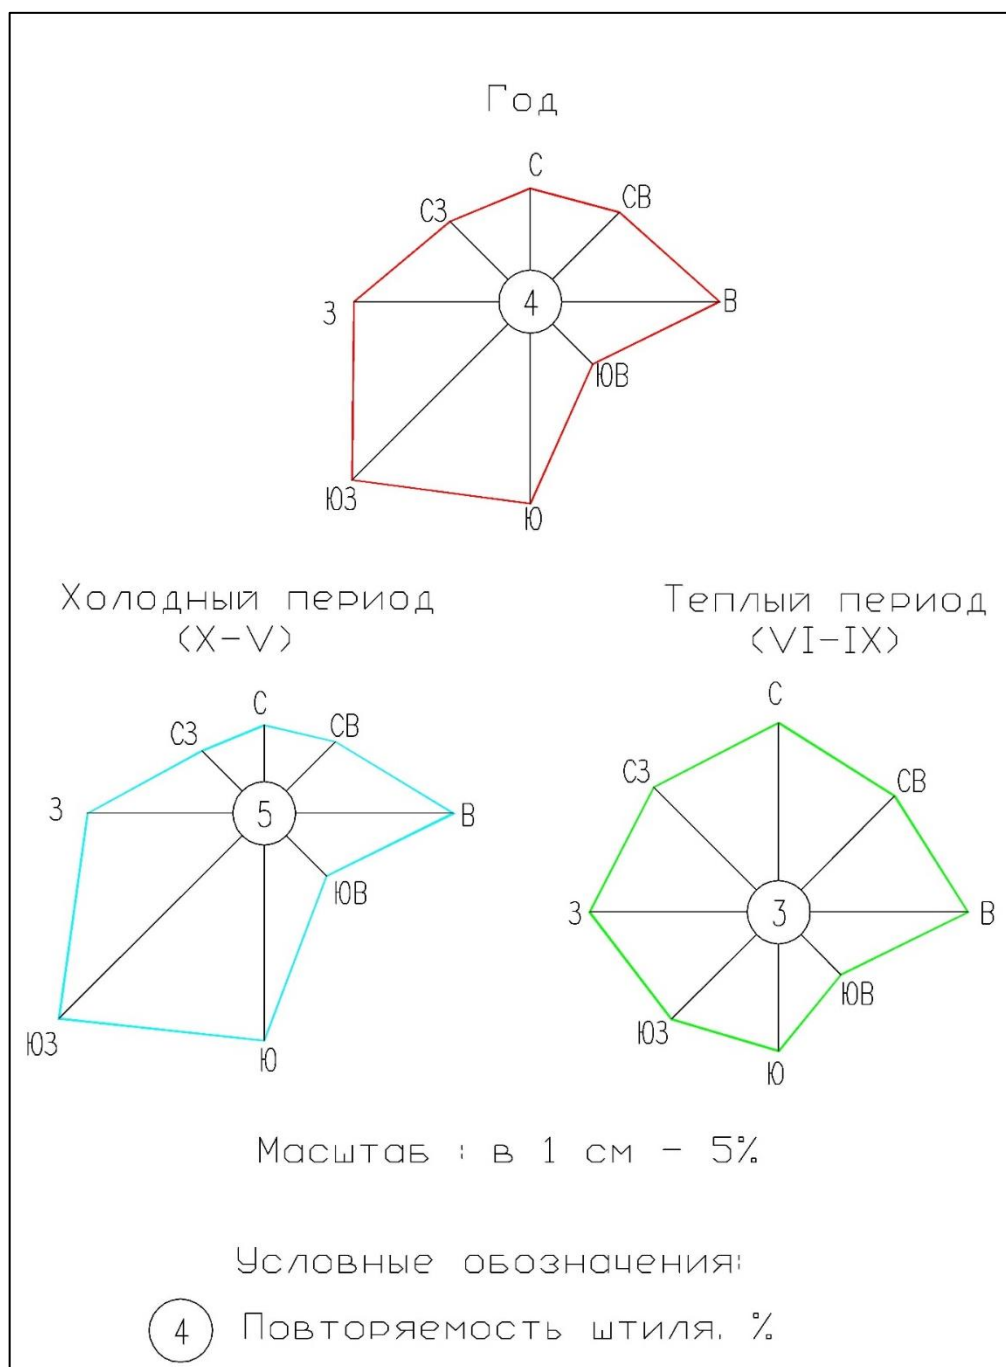 Год
С
СВ
СЗ
4
З
В
ЮВ
ЮЗ
Ю
Холодный период
(X-V)
С
СЗ
СВ
З
5
В
ЮВ
ЮЗ
Ю
Теплый период
(VI-IX)
С
СЗ
СВ
З
3
В
ЮВ
ЮЗ
Ю
Масштаб : в 1 см - 5%
Условные обозначения:
4 Повторяемость штиля, %